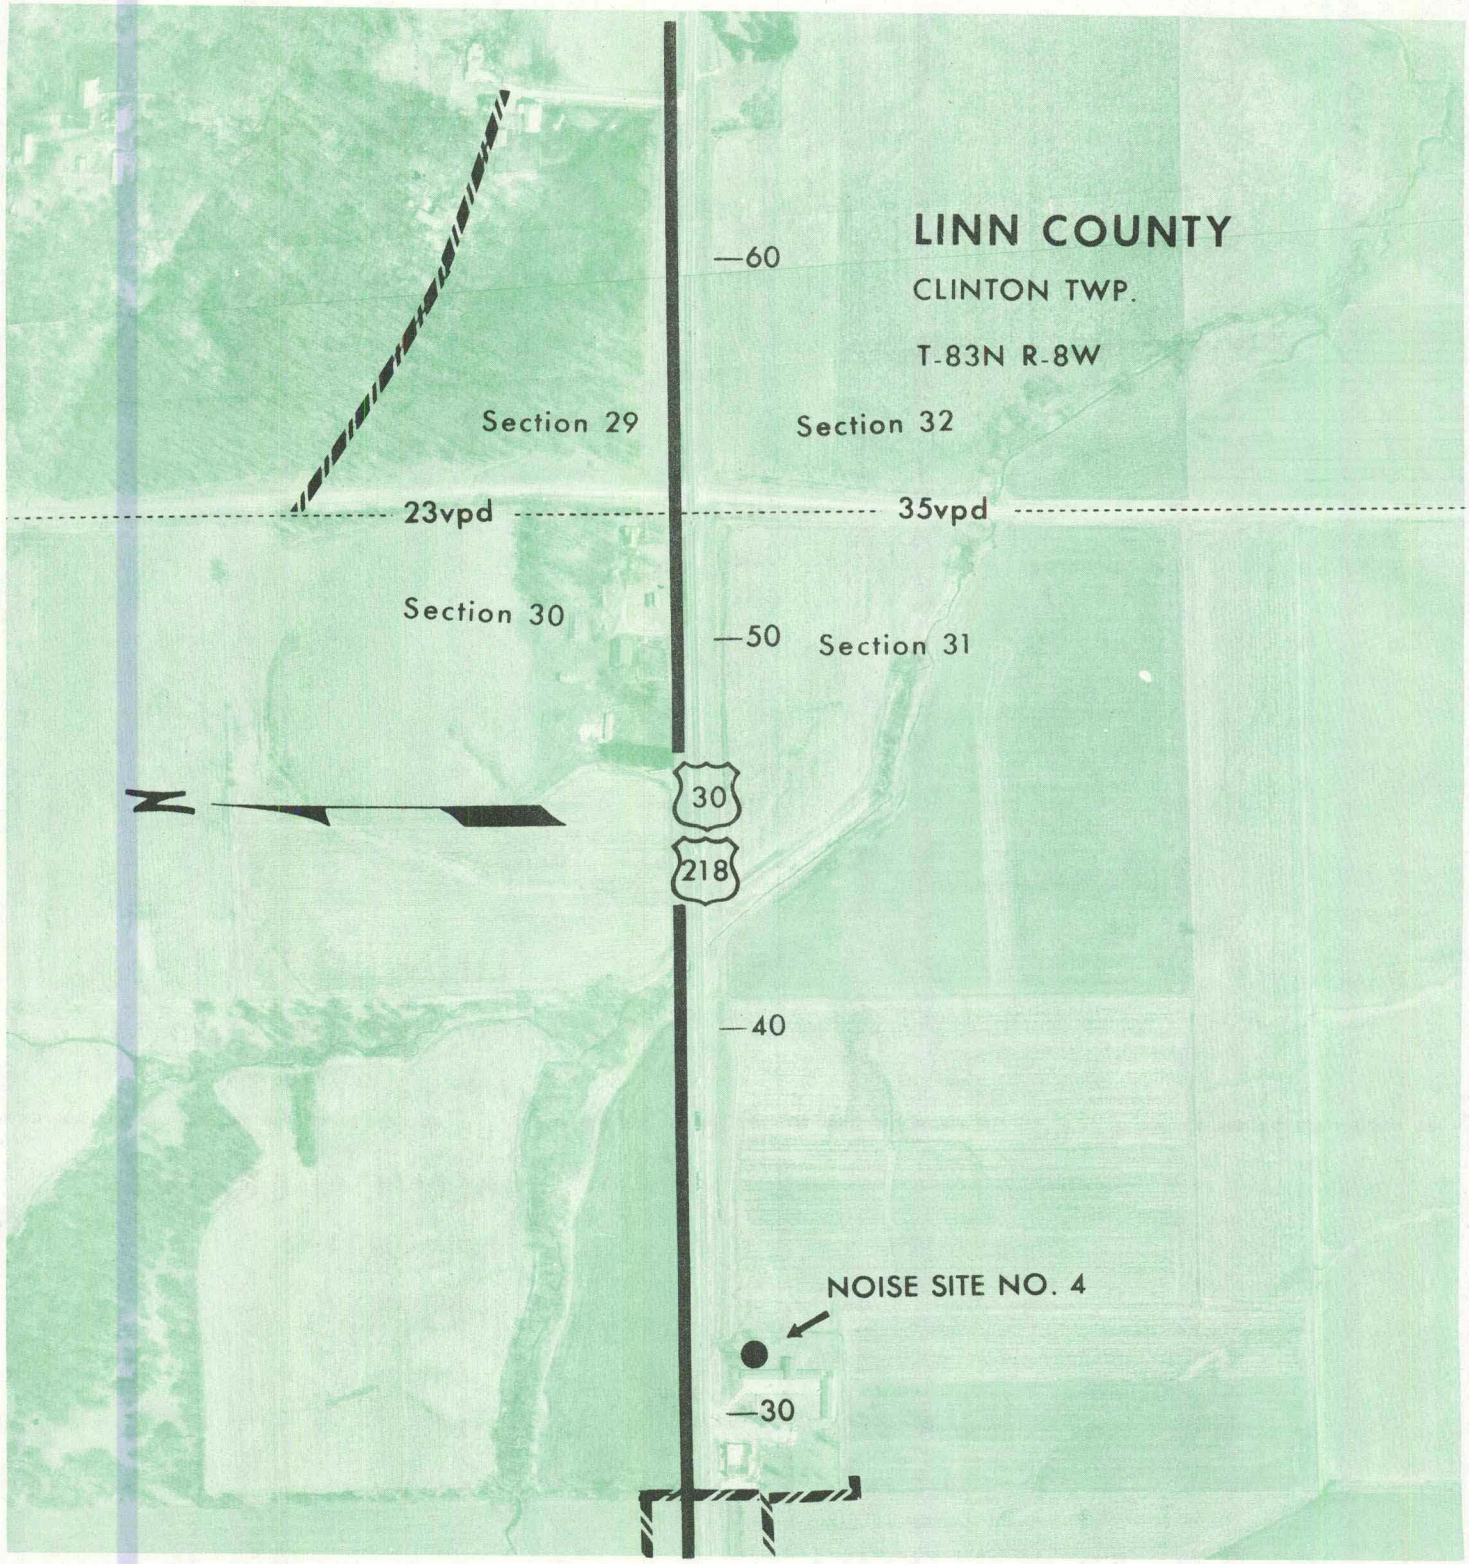 LINN COUNTY
—60
CLINTON TWP.
T-83N R-8W
Section 29
Section 32
23vpd
35vpd
Section 30
—50
Section 31
N
30
218
—40
NOISE SITE NO. 4
—30